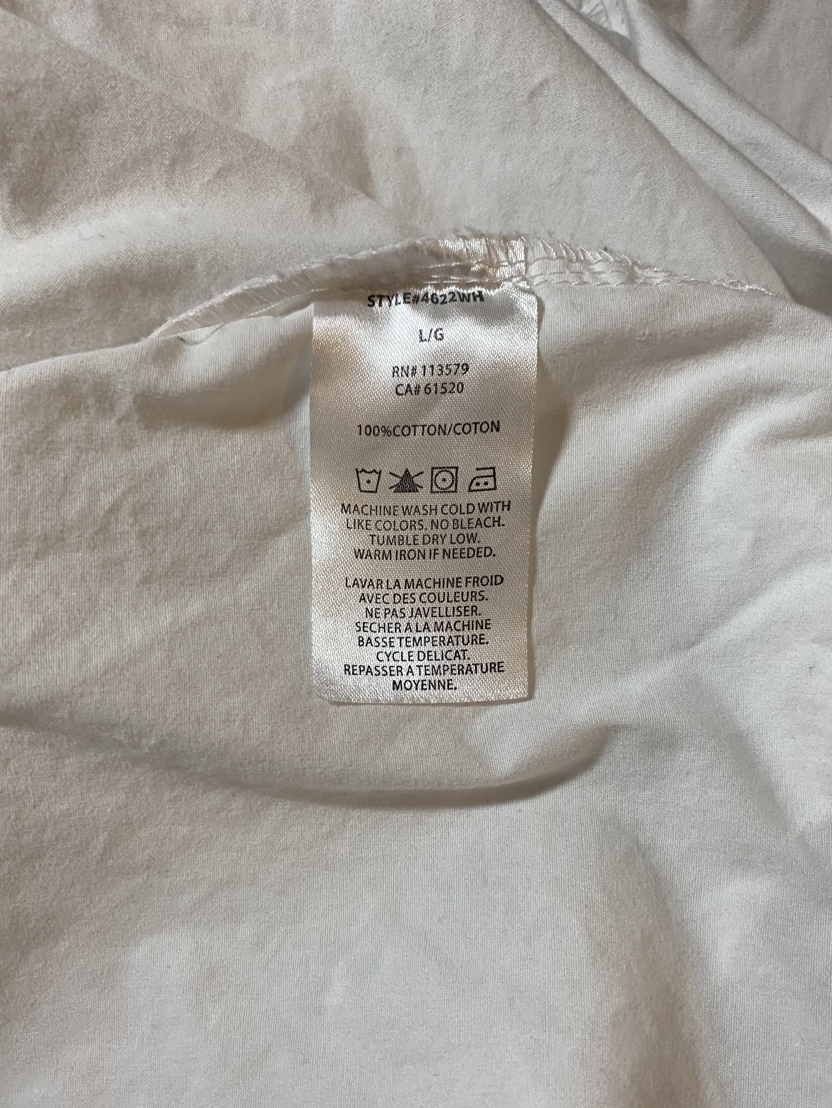 STYLE#4622WH
L/G
RN# 113579
CA# 61520
100%COTTON/COTON
MACHINE WASH COLD WITH
LIKE COLORS. NO BLEACH.
TUMBLE DRY LOW.
WARM IRON IF NEEDED.
LAVAR LA MACHINE FROID
AVEC DES COULEURS.
NE PAS JAVELLISER.
SECHER A LA MACHINE
BASSE TEMPERATURE.
CYCLE DELICAT.
REPASSER A TEMPERATURE
MOYENNE.